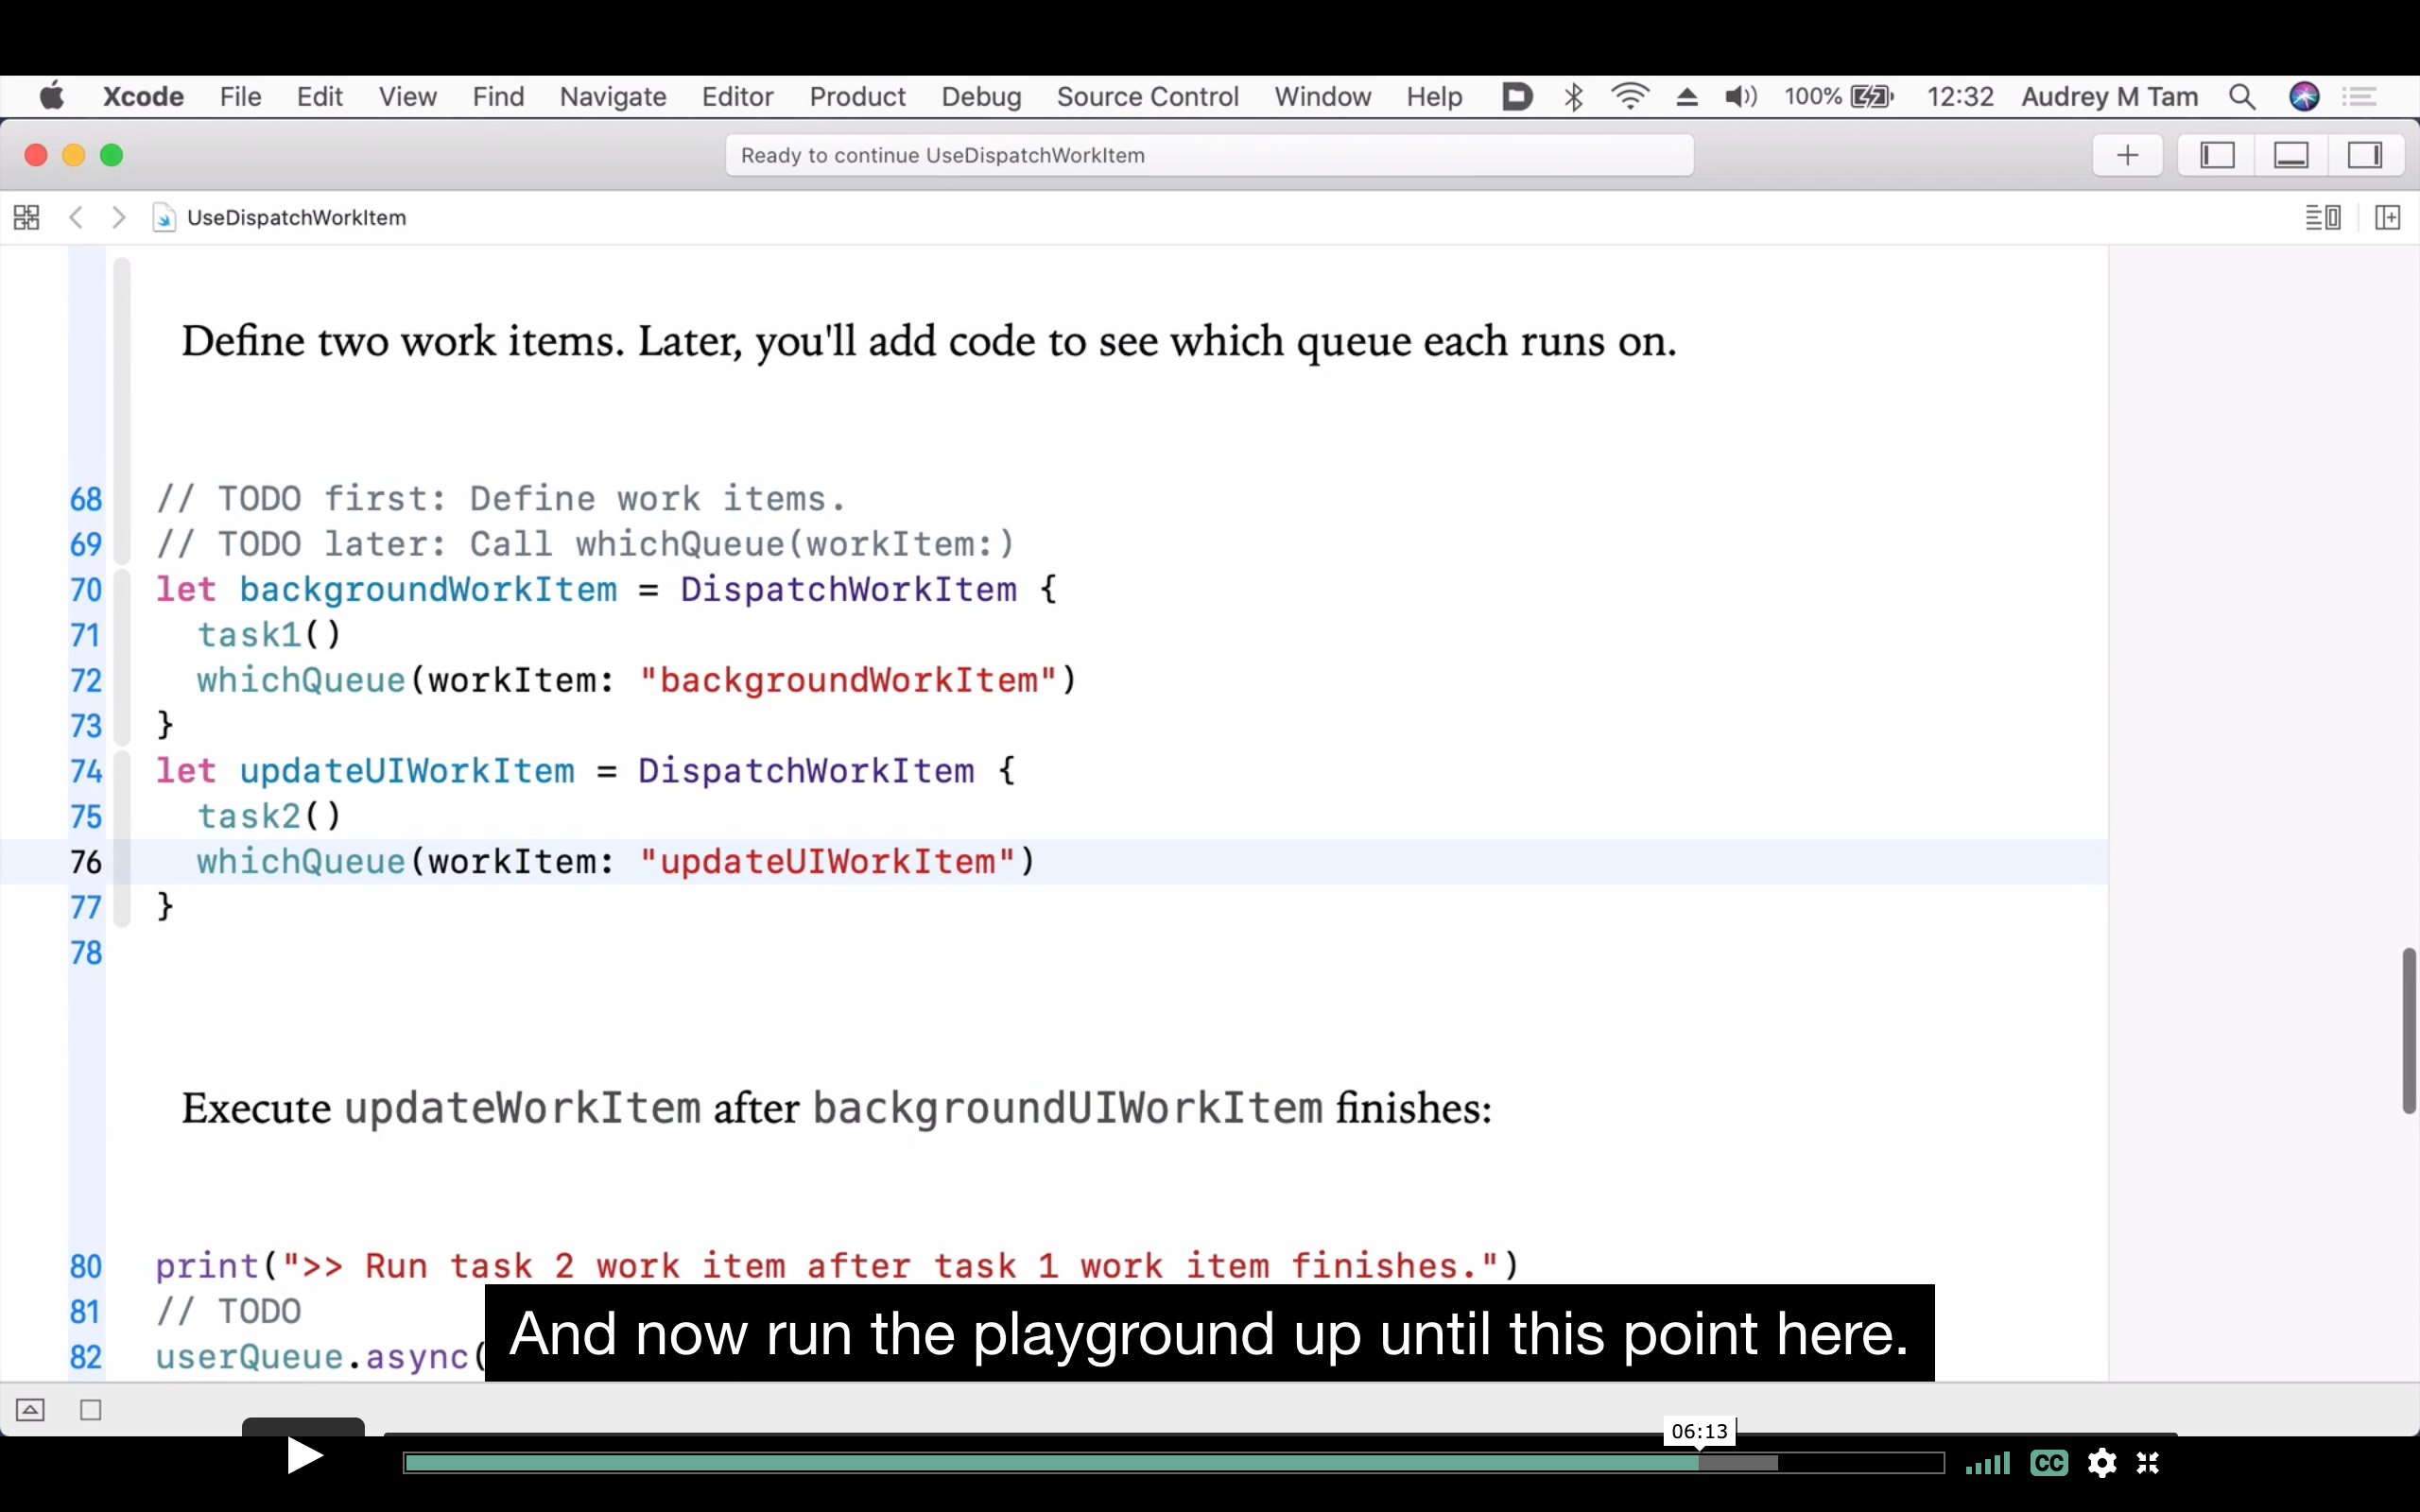 Xcode File Edit View Find Navigate Editor Product Debug Source Control Window Help 100% 12:32 Audrey M Tam
Ready to continue UseDispatchWorkItem
UseDispatchWorkItem
Define two work items. Later, you'll add code to see which queue each runs on.
68 // TODO first: Define work items.
69 // TODO later: Call whichQueue(workItem:)
70 let backgroundWorkItem = DispatchWorkItem {
71 task1()
72 whichQueue(workItem: "backgroundWorkItem")
73 }
74 let updateUIWorkItem = DispatchWorkItem {
75 task2()
76 whichQueue(workItem: "updateUIWorkItem")
77 }
78
Execute updateWorkItem after backgroundUIWorkItem finishes:
80 print(">> Run task 2 work item after task 1 work item finishes.")
81 // TODO
82 userQueue.async(
And now run the playground up until this point here.
06:13
CC